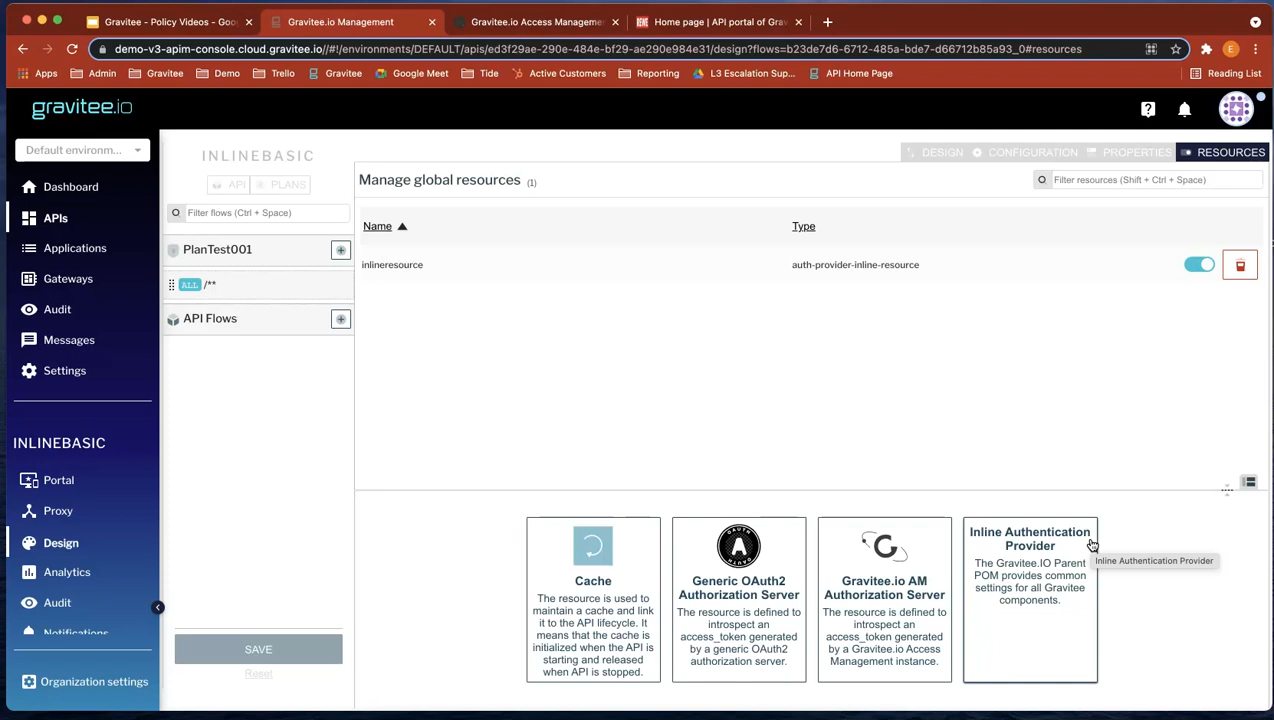 Gravitee - Policy Videos - Goo
Gravitee.io Management
Gravitee.io Access Manageme
Home page | API portal of Grav
demo-v3-apim-console.cloud.gravitee.io/#!/environments/DEFAULT/apis/ed3f29ae-290e-484e-bf29-ae290e984e31/design?flows=b23de7d6-6712-485a-bde7-d66712b85a93_0#resources
E
Apps
Admin
Gravitee
Demo
Trello
Gravitee
Google Meet
Tide
Active Customers
Reporting
L3 Escalation Sup...
API Home Page
Reading List
gravitee.io
Default environm...
Dashboard
APIs
Applications
Gateways
Audit
Messages
Settings
INLINEBASIC
Portal
Proxy
Design
Analytics
Audit
Notifications
Organization settings
INLINEBASIC
API
PLANS
Filter flows (Ctrl + Space)
PlanTest001
ALL /**
API Flows
SAVE
Reset
DESIGN
CONFIGURATION
PROPERTIES
RESOURCES
Manage global resources (1)
Filter resources (Shift + Ctrl + Space)
Name
Type
inlineresource
auth-provider-inline-resource
Cache
The resource is used to
maintain a cache and link
it to the API lifecycle. It
means that the cache is
initialized when the API is
starting and released
when API is stopped.
Generic OAuth2
Authorization Server
The resource is defined to
introspect an
access_token generated
by a generic OAuth2
authorization server.
Gravitee.io AM
Authorization Server
The resource is defined to
introspect an
access_token generated
by a Gravitee.io Access
Management instance.
Inline Authentication
Provider
The Gravitee.IO Parent
POM provides common
settings for all Gravitee
components.
Inline Authentication Provider